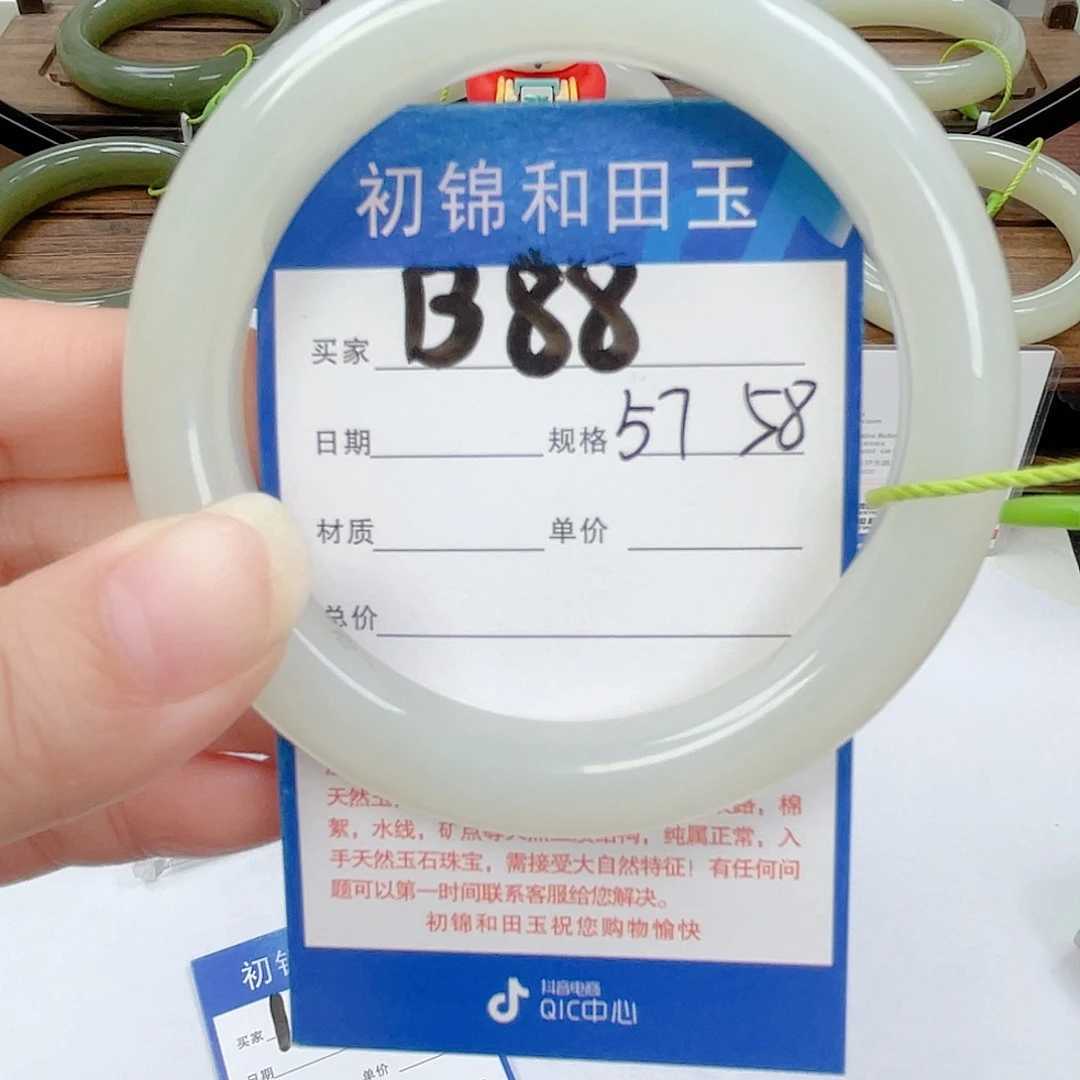 初锦和田玉
买家 B 88
日期 规格 57 58
材质 单价
总价
天然玉 ，棉
絮，水线，矿点等天然 结构，纯属正常，入
手天然玉石珠宝，需接受大自然特征！有任何问
题可以第一时间联系客服给您解决。
初锦和田玉祝您购物愉快
抖音电商
QIC中心
初
买家
日期 单价